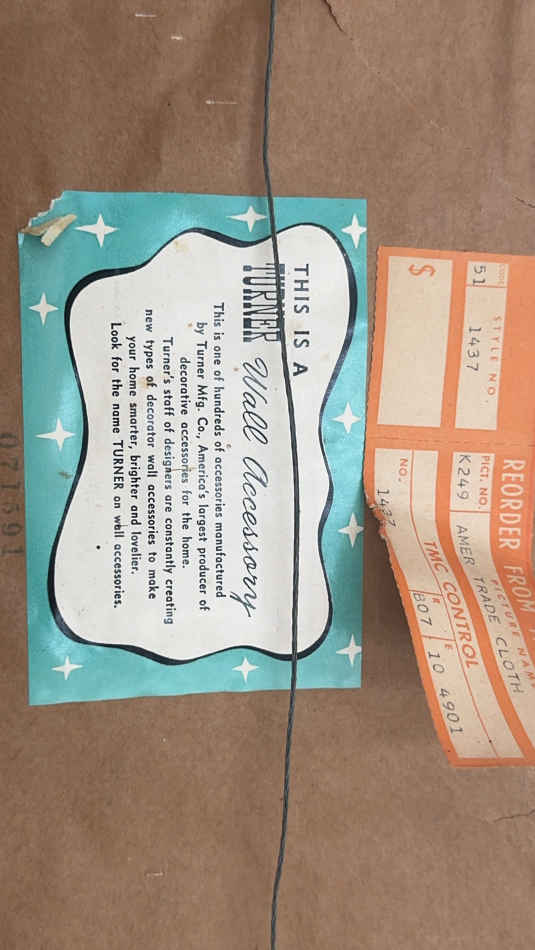 THIS IS A
TURNER Wall Accessory
This is one of hundreds of accessories manufactured
by Turner Mfg. Co., America's largest producer of
decorative accessories for the home.
Turner's staff of designers are constantly creating
new types of decorator wall accessories to make
your home smarter, brighter and lovelier.
Look for the name TURNER on wall accessories.
REORDER FROM
PICT. NO. PICTURE NAM
K249 AMER TRADE CLOTH
TMC CONTROL
NO. R E
1437 B07 10 4901
STYLE NO.
51 1437
$
071591